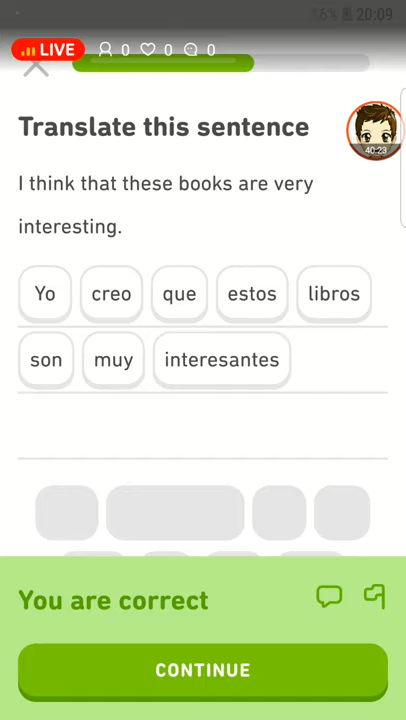 20:09
LIVE 0 0 0
Translate this sentence
40:23
I think that these books are very
interesting.
Yo creo que estos libros
son muy interesantes
You are correct
CONTINUE